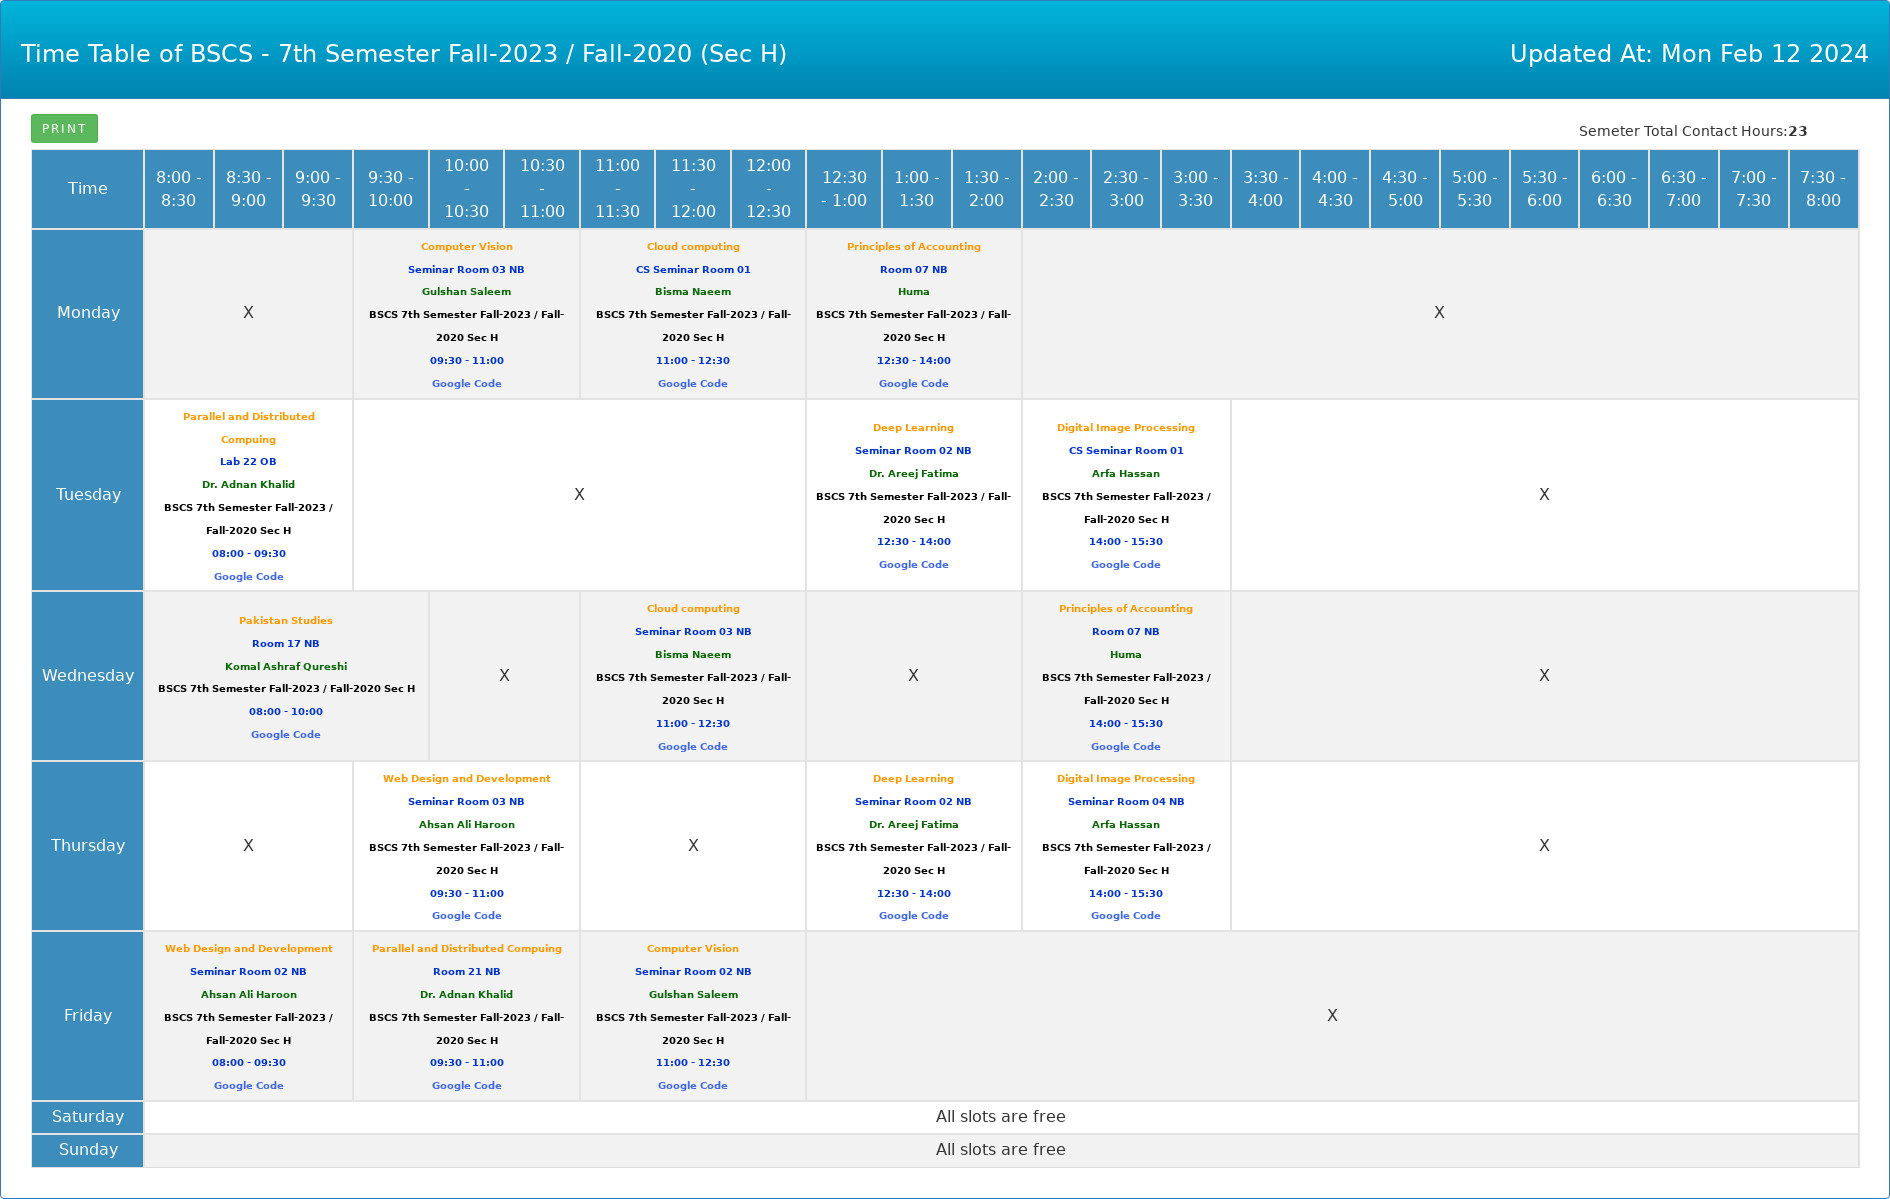 Time Table of BSCS - 7th Semester Fall-2023 / Fall-2020 (Sec H)
Updated At: Mon Feb 12 2024
PRINT
Semeter Total Contact Hours:23
Time
8:00 -
8:30
8:30 -
9:00
9:00 -
9:30
9:30 -
10:00
10:00
-
10:30
10:30
-
11:00
11:00
-
11:30
11:30
-
12:00
12:00
-
12:30
12:30
- 1:00
1:00 -
1:30
1:30 -
2:00
2:00 -
2:30
2:30 -
3:00
3:00 -
3:30
3:30 -
4:00
4:00 -
4:30
4:30 -
5:00
5:00 -
5:30
5:30 -
6:00
6:00 -
6:30
6:30 -
7:00
7:00 -
7:30
7:30 -
8:00
Monday
X
Computer Vision
Seminar Room 03 NB
Gulshan Saleem
BSCS 7th Semester Fall-2023 / Fall-
2020 Sec H
09:30 - 11:00
Google Code
Cloud computing
CS Seminar Room 01
Bisma Naeem
BSCS 7th Semester Fall-2023 / Fall-
2020 Sec H
11:00 - 12:30
Google Code
Principles of Accounting
Room 07 NB
Huma
BSCS 7th Semester Fall-2023 / Fall-
2020 Sec H
12:30 - 14:00
Google Code
X
Tuesday
Parallel and Distributed
Compuing
Lab 22 OB
Dr. Adnan Khalid
BSCS 7th Semester Fall-2023 /
Fall-2020 Sec H
08:00 - 09:30
Google Code
X
Deep Learning
Seminar Room 02 NB
Dr. Areej Fatima
BSCS 7th Semester Fall-2023 / Fall-
2020 Sec H
12:30 - 14:00
Google Code
Digital Image Processing
CS Seminar Room 01
Arfa Hassan
BSCS 7th Semester Fall-2023 /
Fall-2020 Sec H
14:00 - 15:30
Google Code
X
Wednesday
Pakistan Studies
Room 17 NB
Komal Ashraf Qureshi
BSCS 7th Semester Fall-2023 / Fall-2020 Sec H
08:00 - 10:00
Google Code
X
Cloud computing
Seminar Room 03 NB
Bisma Naeem
BSCS 7th Semester Fall-2023 / Fall-
2020 Sec H
11:00 - 12:30
Google Code
X
Principles of Accounting
Room 07 NB
Huma
BSCS 7th Semester Fall-2023 /
Fall-2020 Sec H
14:00 - 15:30
Google Code
X
Thursday
X
Web Design and Development
Seminar Room 03 NB
Ahsan Ali Haroon
BSCS 7th Semester Fall-2023 / Fall-
2020 Sec H
09:30 - 11:00
Google Code
X
Deep Learning
Seminar Room 02 NB
Dr. Areej Fatima
BSCS 7th Semester Fall-2023 / Fall-
2020 Sec H
12:30 - 14:00
Google Code
Digital Image Processing
Seminar Room 04 NB
Arfa Hassan
BSCS 7th Semester Fall-2023 /
Fall-2020 Sec H
14:00 - 15:30
Google Code
X
Friday
Web Design and Development
Seminar Room 02 NB
Ahsan Ali Haroon
BSCS 7th Semester Fall-2023 /
Fall-2020 Sec H
08:00 - 09:30
Google Code
Parallel and Distributed Compuing
Room 21 NB
Dr. Adnan Khalid
BSCS 7th Semester Fall-2023 / Fall-
2020 Sec H
09:30 - 11:00
Google Code
Computer Vision
Seminar Room 02 NB
Gulshan Saleem
BSCS 7th Semester Fall-2023 / Fall-
2020 Sec H
11:00 - 12:30
Google Code
X
Saturday
All slots are free
Sunday
All slots are free